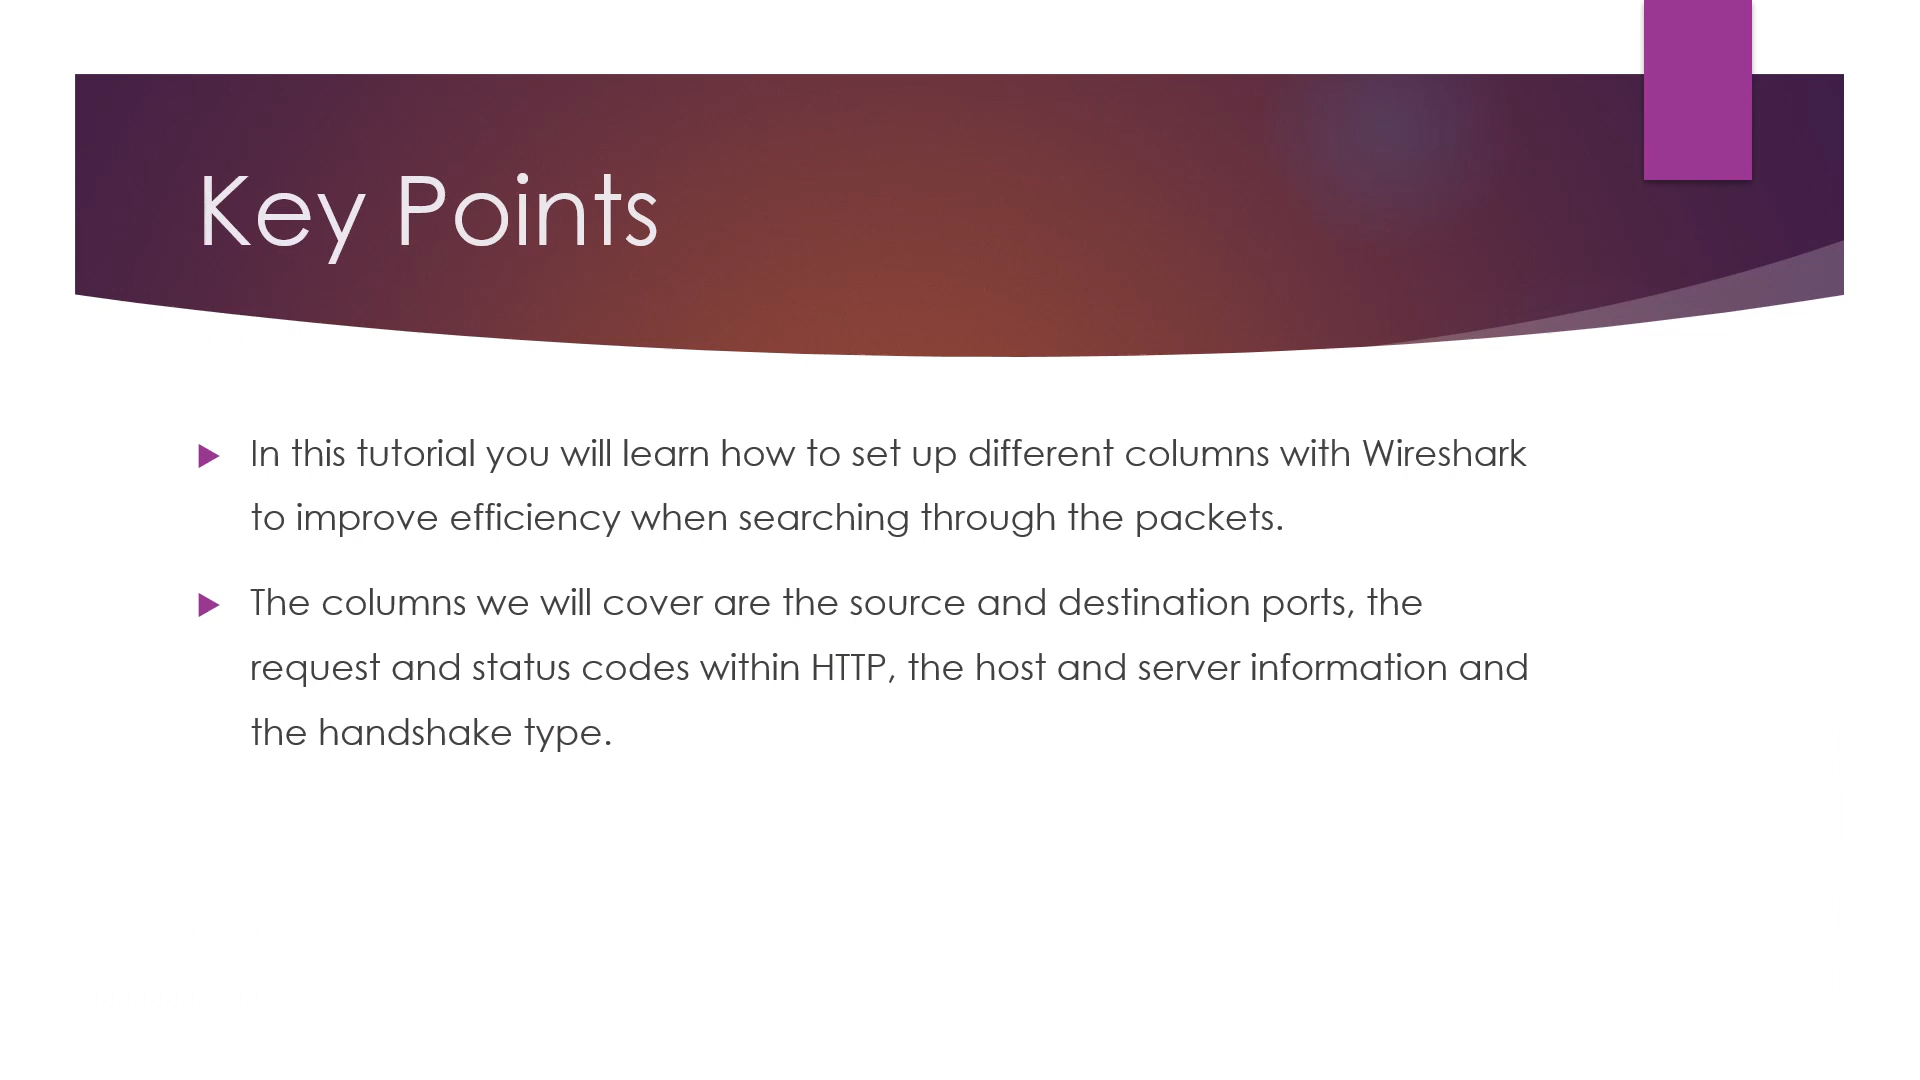 Key Points
In this tutorial you will learn how to set up different columns with Wireshark
to improve efficiency when searching through the packets.
The columns we will cover are the source and destination ports, the
request and status codes within HTTP, the host and server information and
the handshake type.